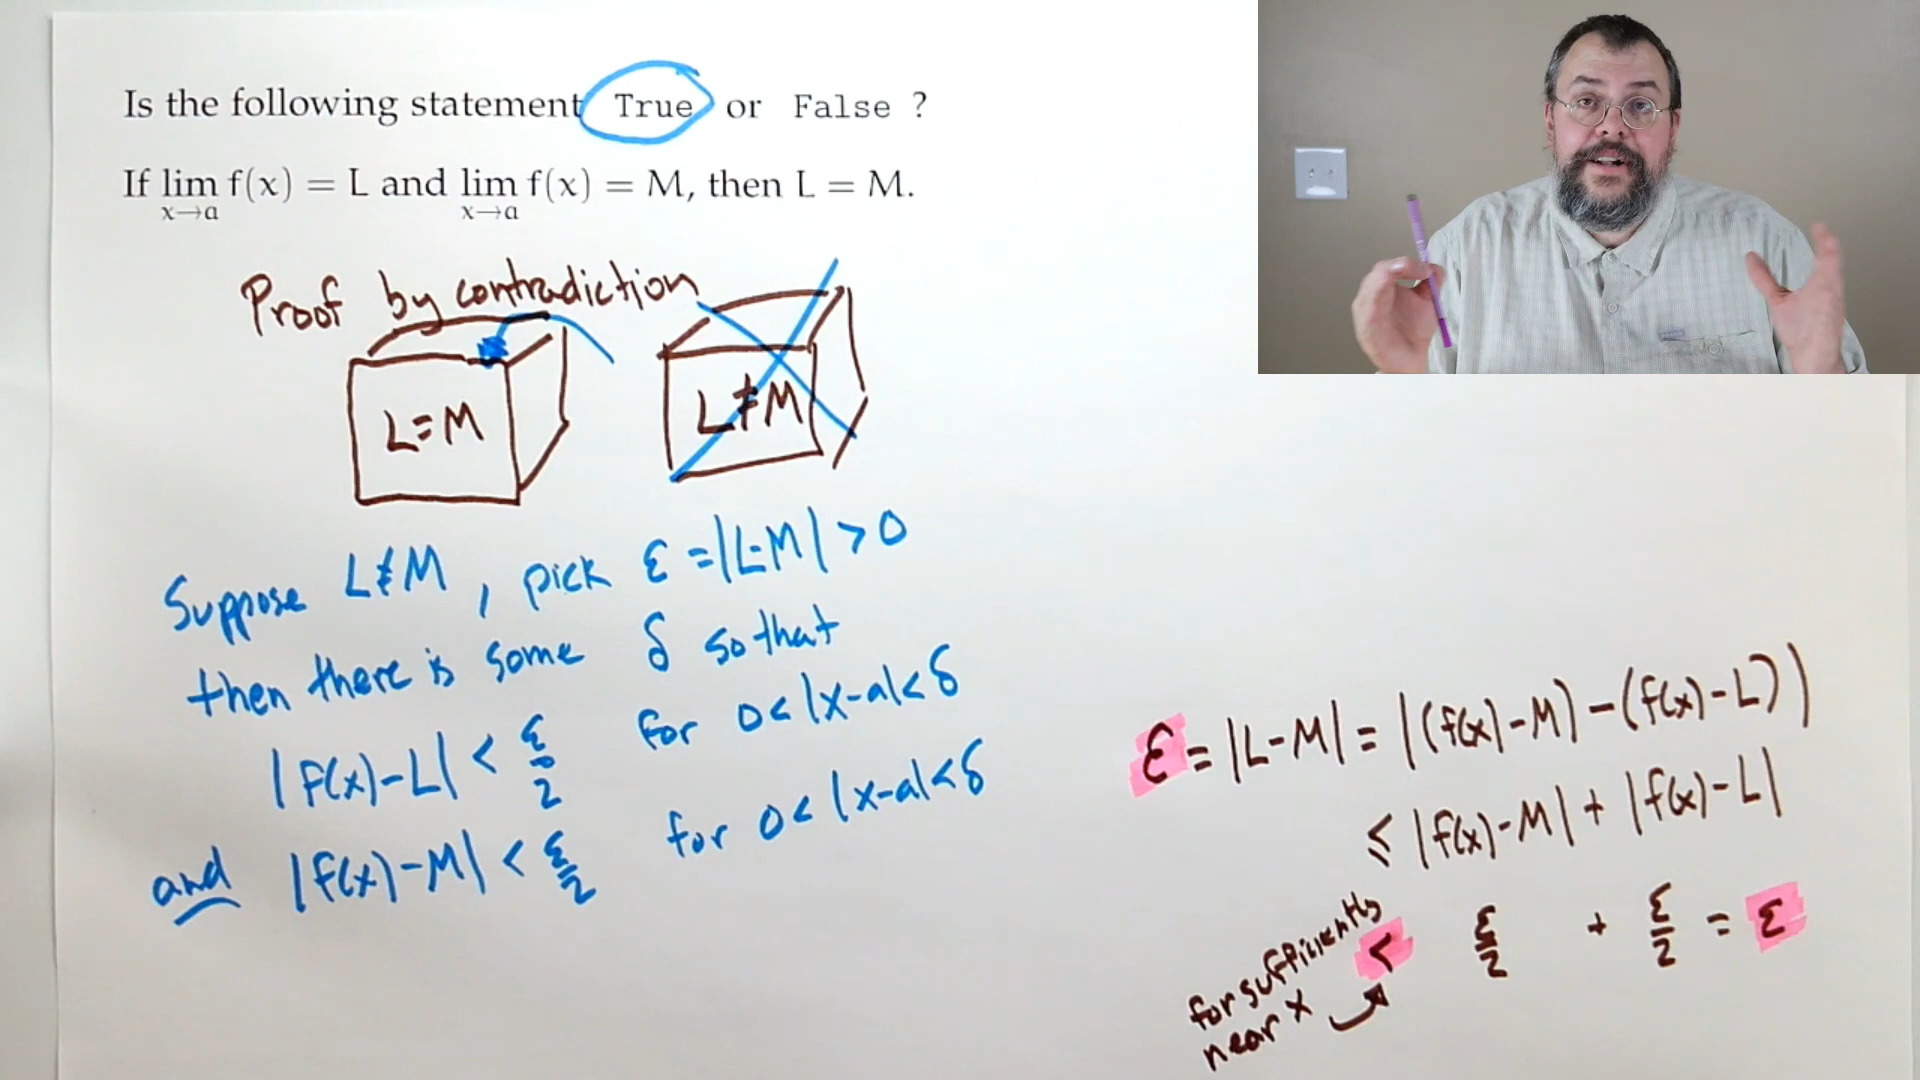 Is the following statement True or False ?
If lim f(x) = L and lim f(x) = M, then L = M.
x→a x→a
Proof by contradiction
L=M
L≠M
Suppose L≠M, pick ε=|L-M|>0
then there is some δ so that
|f(x)-L| < ε/2 for 0<|x-a|<δ
and |f(x)-M| < ε/2 for 0<|x-a|<δ
ε = |L-M| = |(f(x)-M)-(f(x)-L)|
≤ |f(x)-M| + |f(x)-L|
< ε/2 + ε/2 = ε
for sufficiently
near x